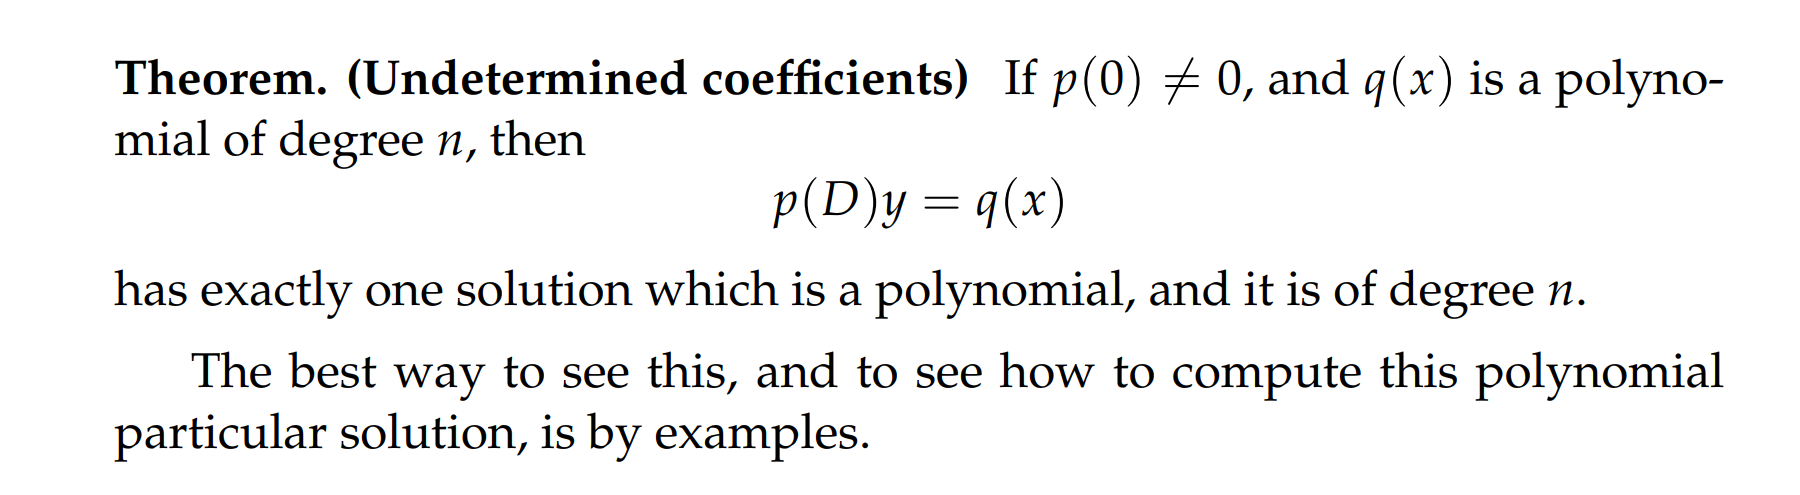 Theorem. (Undetermined coefficients) If p(0) ≠ 0, and q(x) is a polyno-
mial of degree n, then
p(D)y = q(x)
has exactly one solution which is a polynomial, and it is of degree n.
The best way to see this, and to see how to compute this polynomial
particular solution, is by examples.